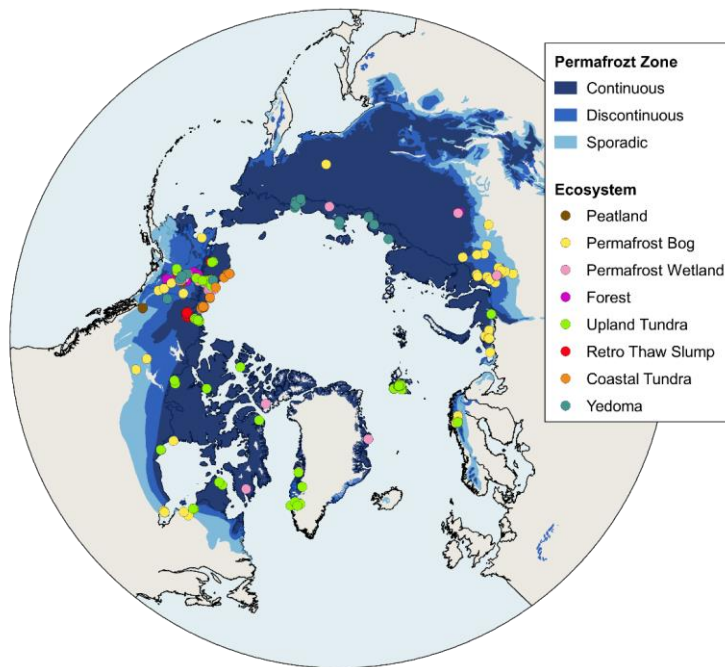 Permafrozt Zone
Continuous
Discontinuous
Sporadic
Ecosystem
Peatland
Permafrost Bog
Permafrost Wetland
Forest
Upland Tundra
Retro Thaw Slump
Coastal Tundra
Yedoma